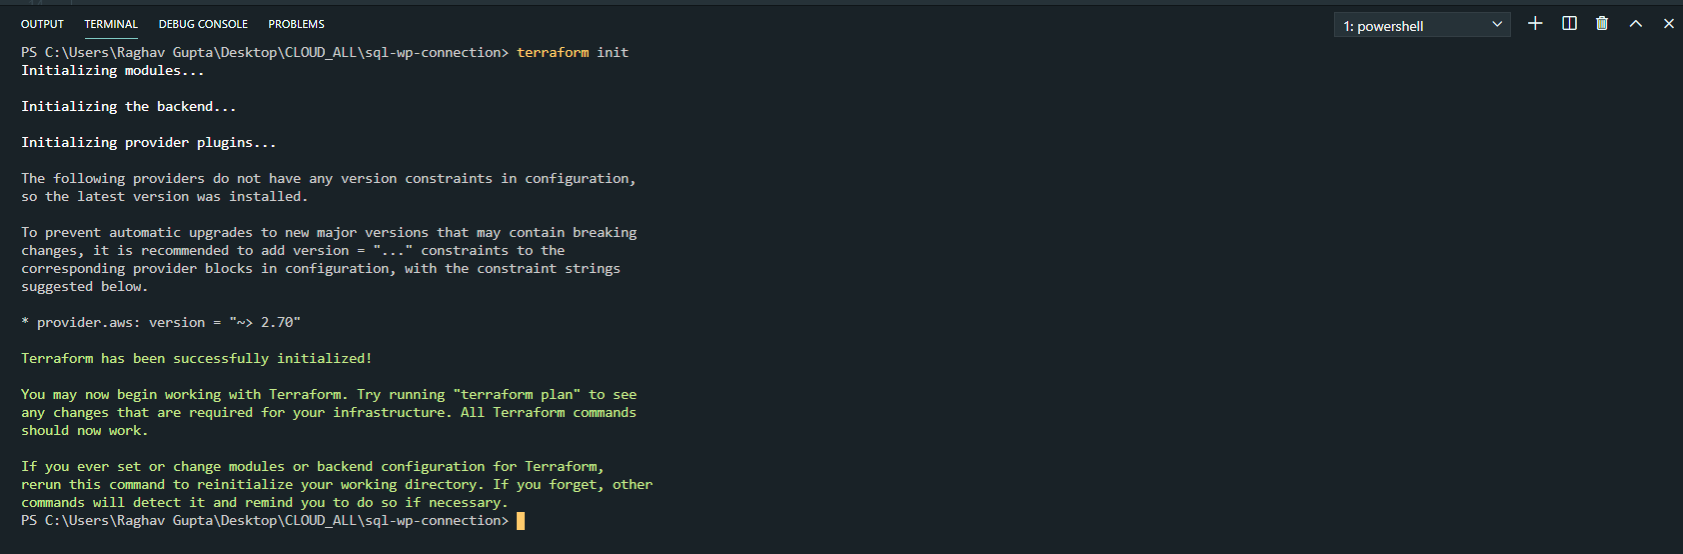 OUTPUT TERMINAL DEBUG CONSOLE PROBLEMS 1: powershell
PS C:\Users\Raghav Gupta\Desktop\CLOUD_ALL\sql-wp-connection> terraform init
Initializing modules...
Initializing the backend...
Initializing provider plugins...
The following providers do not have any version constraints in configuration,
so the latest version was installed.
To prevent automatic upgrades to new major versions that may contain breaking
changes, it is recommended to add version = "..." constraints to the
corresponding provider blocks in configuration, with the constraint strings
suggested below.
* provider.aws: version = "~> 2.70"
Terraform has been successfully initialized!
You may now begin working with Terraform. Try running "terraform plan" to see
any changes that are required for your infrastructure. All Terraform commands
should now work.
If you ever set or change modules or backend configuration for Terraform,
rerun this command to reinitialize your working directory. If you forget, other
commands will detect it and remind you to do so if necessary.
PS C:\Users\Raghav Gupta\Desktop\CLOUD_ALL\sql-wp-connection>